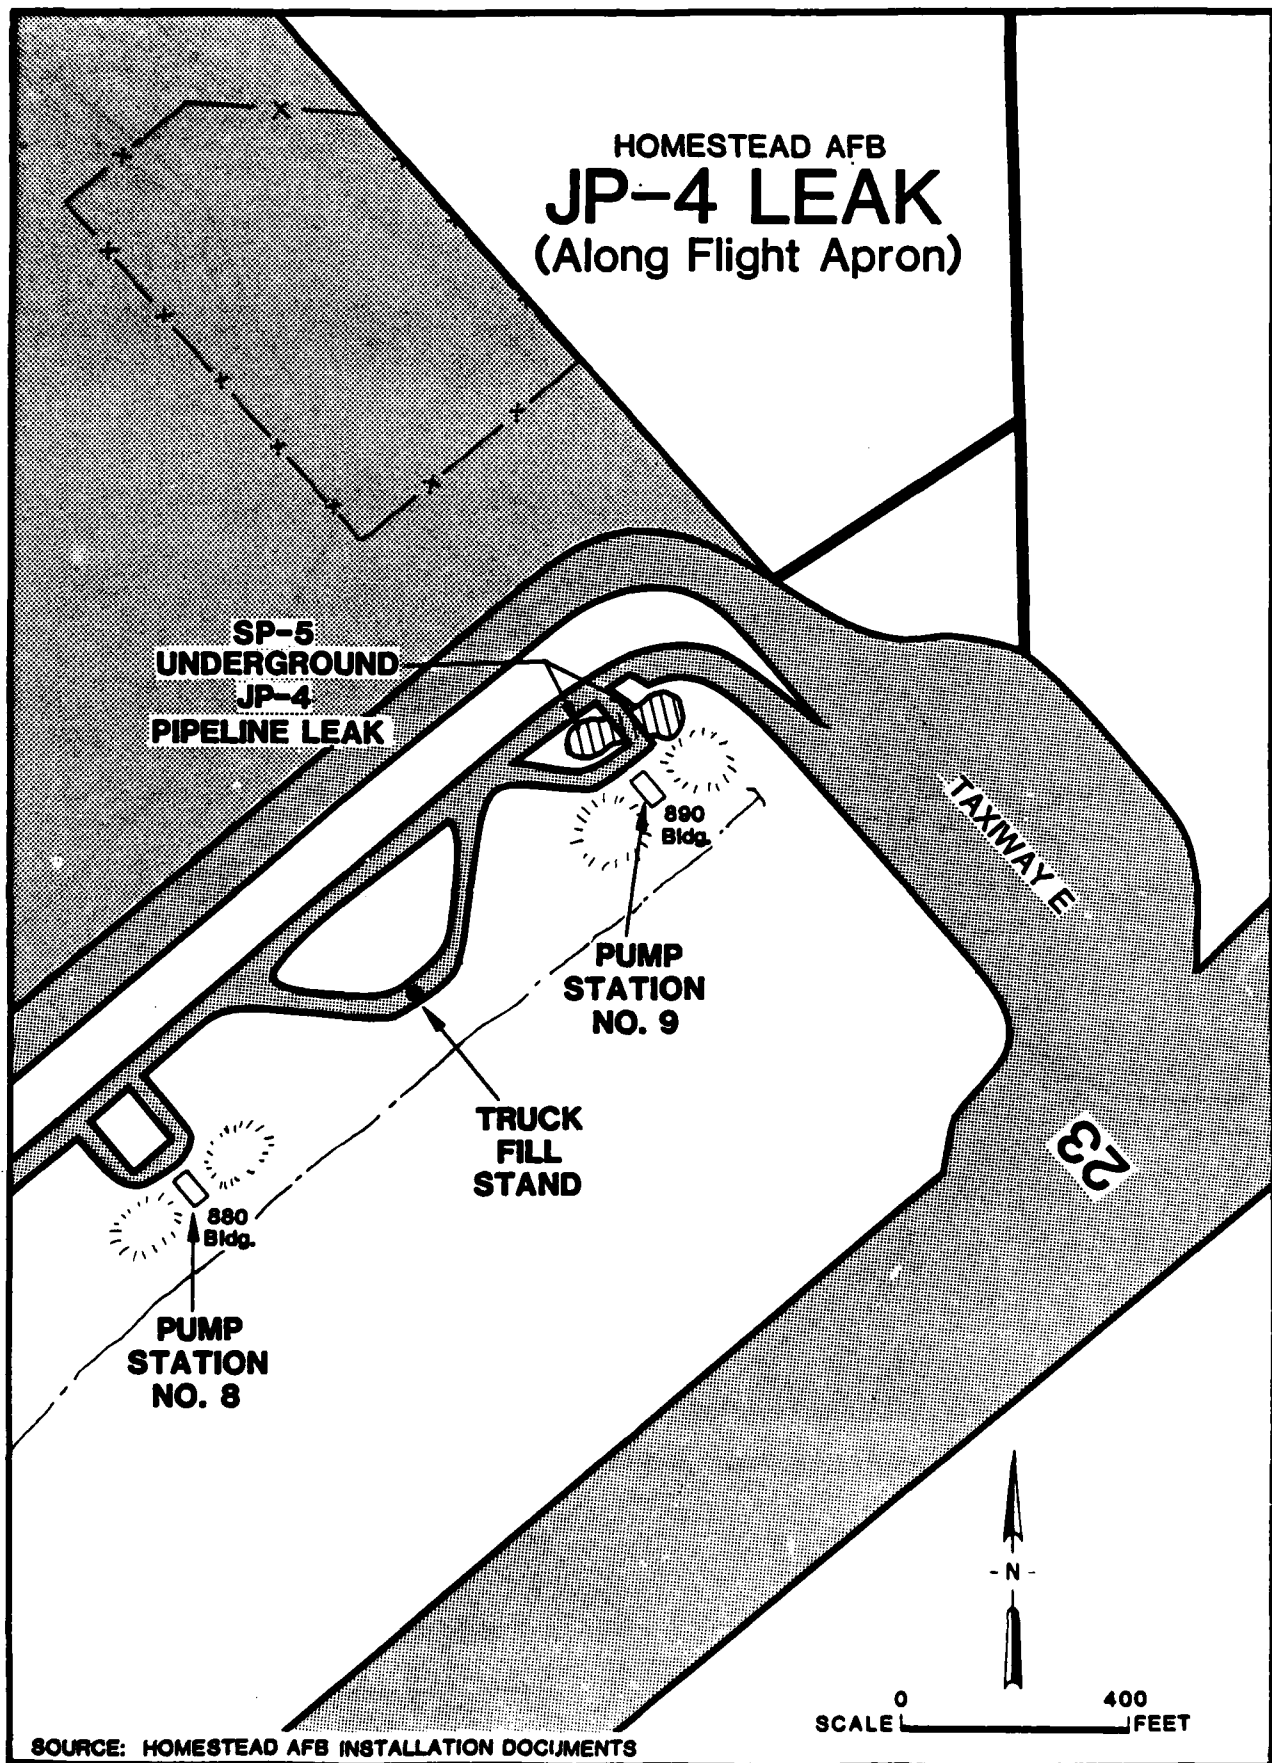 HOMESTEAD AFB
JP-4 LEAK
(Along Flight Apron)
SP-5
UNDERGROUND
JP-4
PIPELINE LEAK
890
Bldg.
TAXIWAY E
PUMP
STATION
NO. 9
TRUCK
FILL
STAND
23
880
Bldg.
PUMP
STATION
NO. 8
- N -
0 400
SCALE FEET
SOURCE: HOMESTEAD AFB INSTALLATION DOCUMENTS